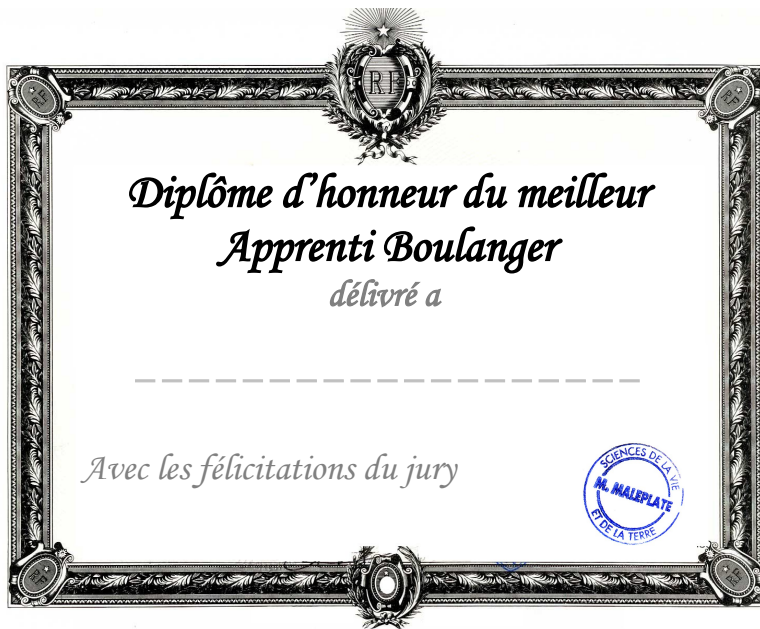 R.F
R.F
R.F
Diplôme d'honneur du meilleur
Apprenti Boulanger
délivré a
Avec les félicitations du jury
SCIENCES DE LA VIE
M. MALEPLATE
ET DE LA TERRE
R.F
R.F